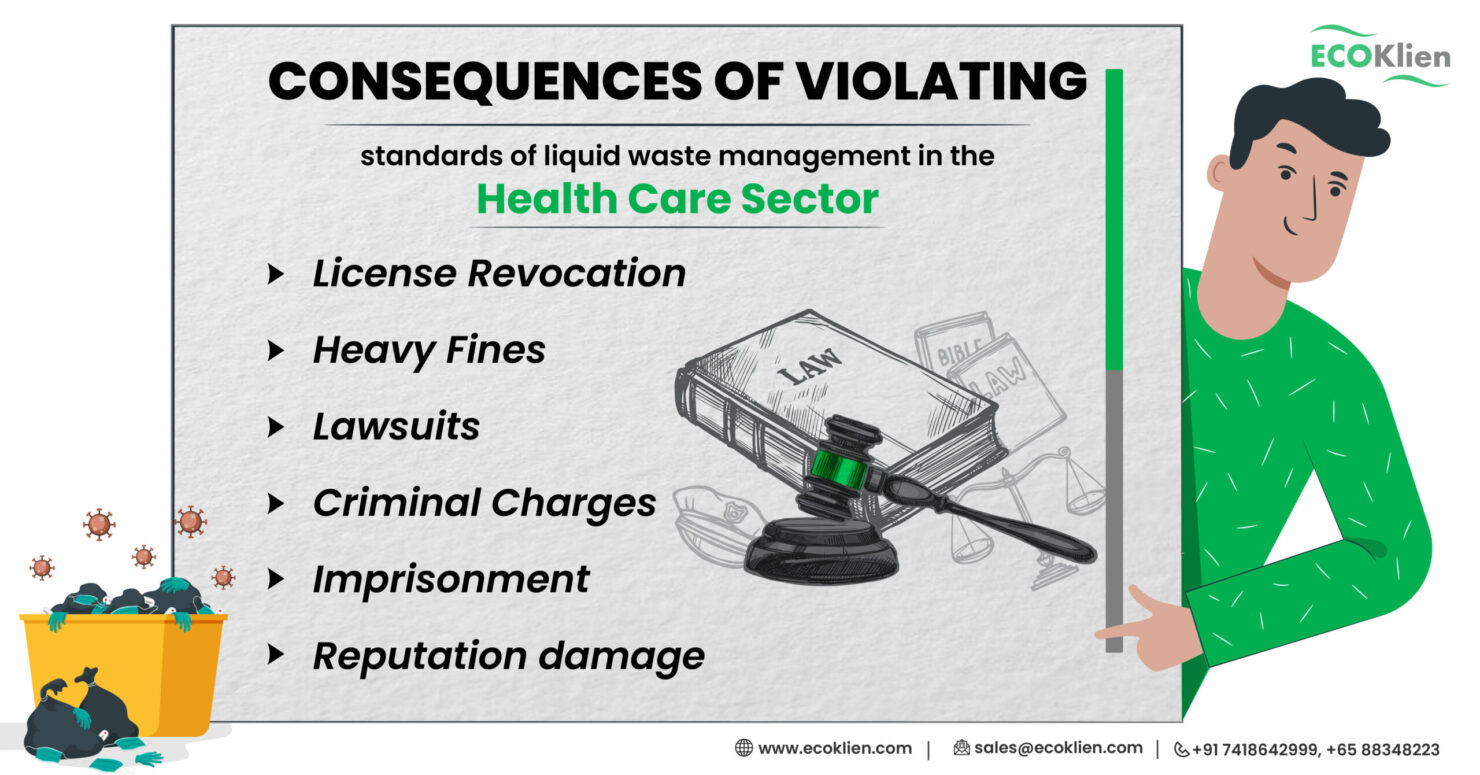 ECOKlien
CONSEQUENCES OF VIOLATING
standards of liquid waste management in the
Health Care Sector
License Revocation
Heavy Fines
Lawsuits
Criminal Charges
Imprisonment
Reputation damage
LAW
BIBLE
LAW
www.ecoklien.com | sales@ecoklien.com | +91 7418642999, +65 88348223